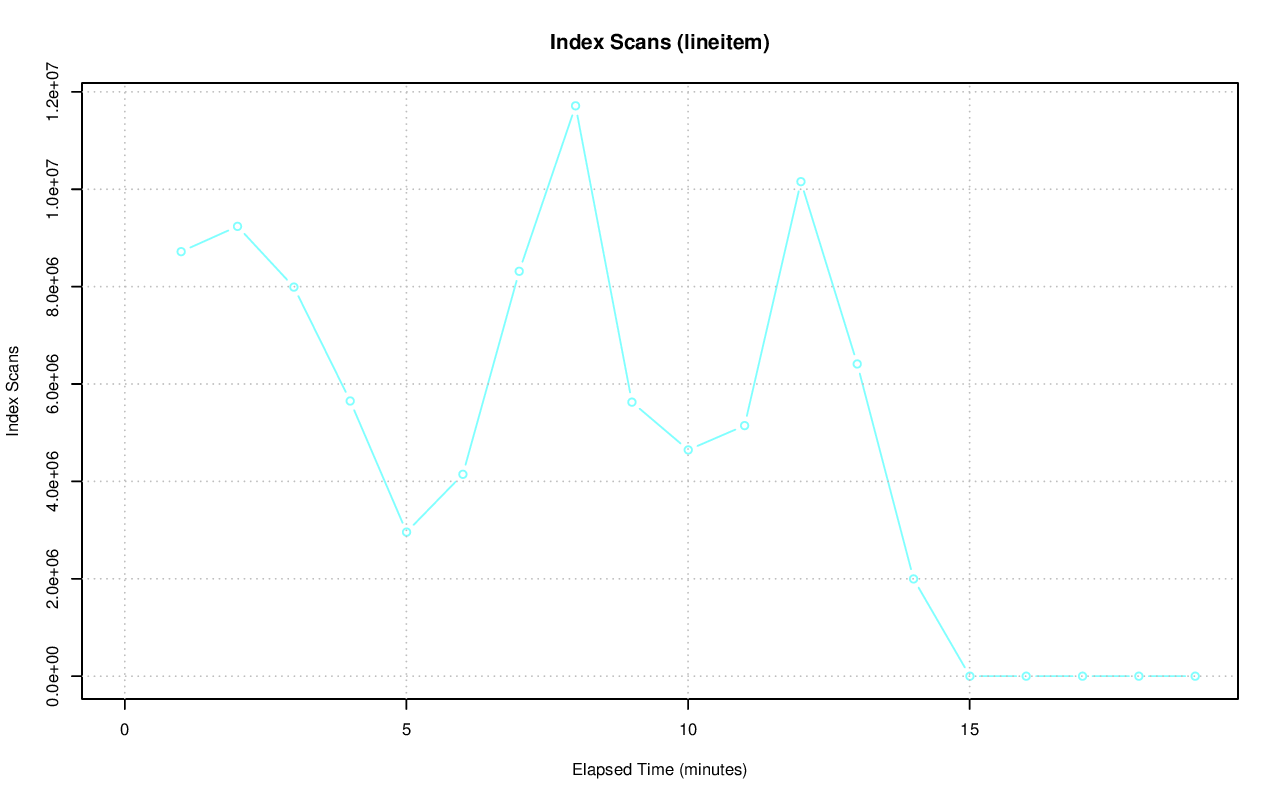 Index Scans (lineitem)
Index Scans
1.2e+07
1.0e+07
8.0e+06
6.0e+06
4.0e+06
2.0e+06
0.0e+00
0 5 10 15
Elapsed Time (minutes)